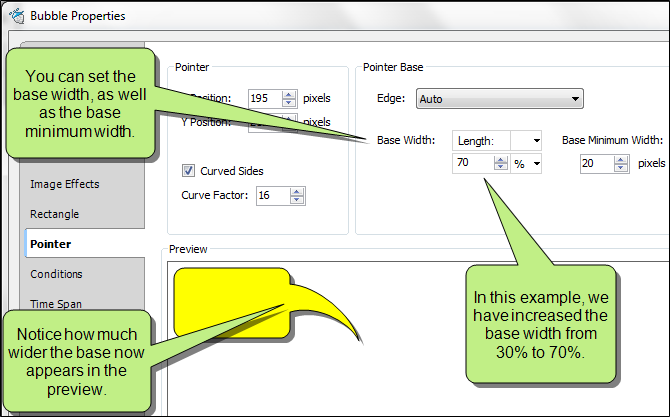 Bubble Properties
You can set the
base width, as well
as the base
minimum width.
Image Effects
Rectangle
Pointer
Conditions
Time Span
Notice how much
wider the base now
appears in the
preview.
Pointer
Position: 195 pixels
Y Position: pixels
Curved Sides
Curve Factor: 16
Pointer Base
Edge: Auto
Base Width: Length: Base Minimum Width:
70 % 20 pixels
Preview
In this example, we
have increased the
base width from
30% to 70%.